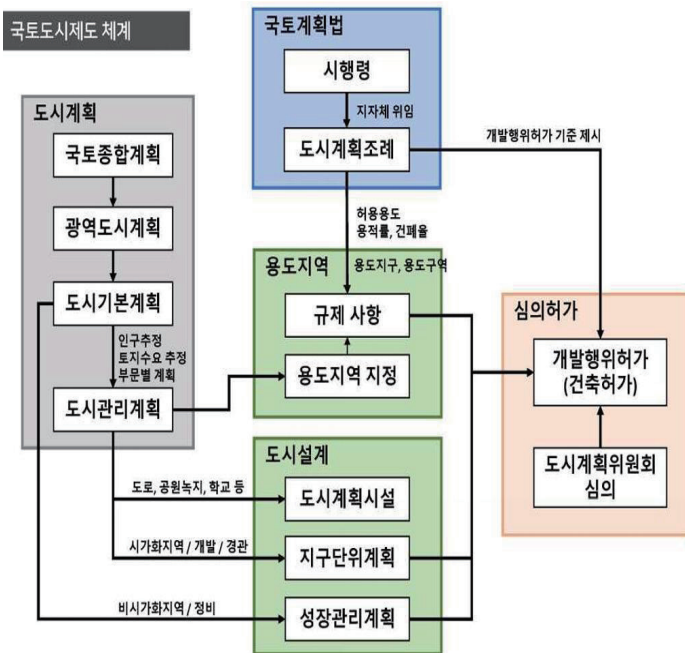 국토도시제도 체계
국토계획법
시행령
지자체 위임
도시계획조례
개발행위허가 기준 제시
허용용도
용적률, 건폐율
용도지구, 용도구역
도시계획
국토종합계획
광역도시계획
도시기본계획
인구추정
토지수요 추정
부문별 계획
도시관리계획
용도지역
규제 사항
용도지역 지정
심의허가
개발행위허가
(건축허가)
도시계획위원회
심의
도시설계
도로, 공원녹지, 학교 등
도시계획시설
시가화지역 / 개발 / 경관
지구단위계획
비시가화지역 / 정비
성장관리계획